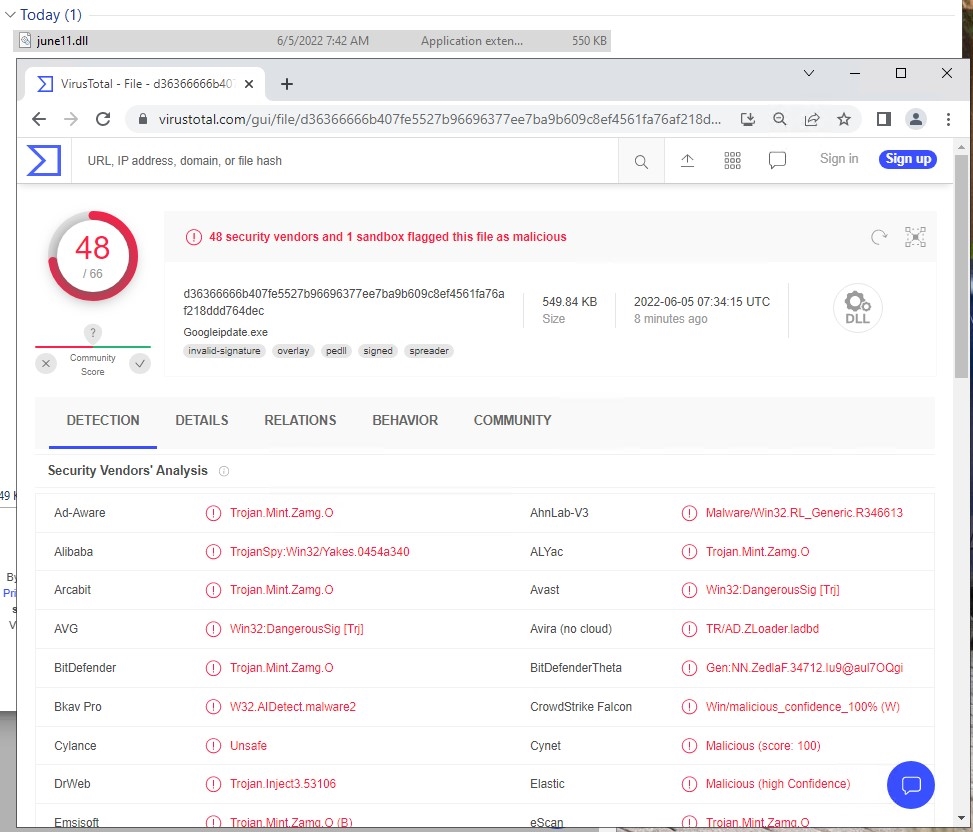 Today (1)
june11.dll 6/5/2022 7:42 AM Application exten... 550 KB
VirusTotal - File - d36366666b407
virustotal.com/gui/file/d36366666b407fe5527b96696377ee7ba9b609c8ef4561fa76af218d...
URL, IP address, domain, or file hash
Sign in
Sign up
48
/ 66
48 security vendors and 1 sandbox flagged this file as malicious
d36366666b407fe5527b96696377ee7ba9b609c8ef4561fa76a
f218ddd764dec
Googleipdate.exe
invalid-signature overlay pedll signed spreader
549.84 KB
Size
2022-06-05 07:34:15 UTC
8 minutes ago
DLL
?
Community
Score
DETECTION DETAILS RELATIONS BEHAVIOR COMMUNITY
Security Vendors' Analysis
Ad-Aware Trojan.Mint.Zamg.O AhnLab-V3 Malware/Win32.RL_Generic.R346613
Alibaba TrojanSpy:Win32/Yakes.0454a340 ALYac Trojan.Mint.Zamg.O
Arcabit Trojan.Mint.Zamg.O Avast Win32:DangerousSig [Trj]
AVG Win32:DangerousSig [Trj] Avira (no cloud) TR/AD.ZLoader.ladbd
BitDefender Trojan.Mint.Zamg.O BitDefenderTheta Gen:NN.ZedlaF.34712.Iu9@aul7OQgi
Bkav Pro W32.AIDetect.malware2 CrowdStrike Falcon Win/malicious_confidence_100% (W)
Cylance Unsafe Cynet Malicious (score: 100)
DrWeb Trojan.Inject3.53106 Elastic Malicious (high Confidence)
Emsisoft Trojan.Mint.Zamg.O (B) eScan Trojan.Mint.Zamg.O